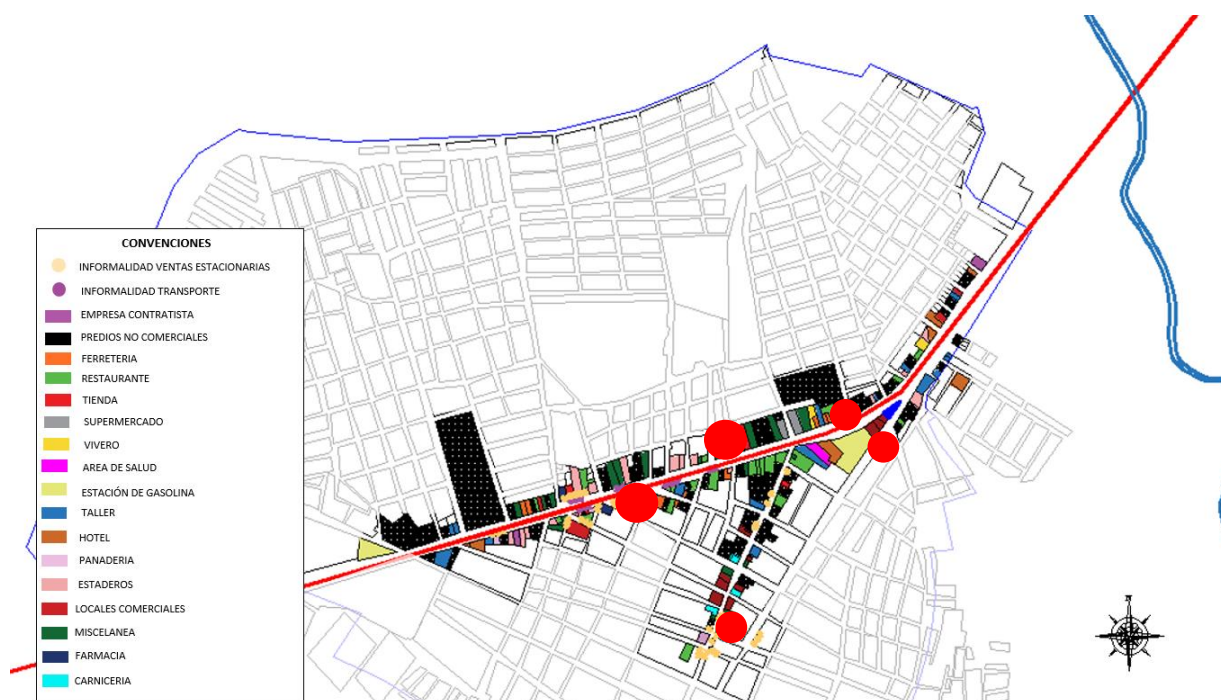 CONVENCIONES
INFORMALIDAD VENTAS ESTACIONARIAS
INFORMALIDAD TRANSPORTE
EMPRESA CONTRATISTA
PREDIOS NO COMERCIALES
FERRETERIA
RESTAURANTE
TIENDA
SUPERMERCADO
VIVERO
AREA DE SALUD
ESTACIÓN DE GASOLINA
TALLER
HOTEL
PANADERIA
ESTADEROS
LOCALES COMERCIALES
MISCELANEA
FARMACIA
CARNICERIA